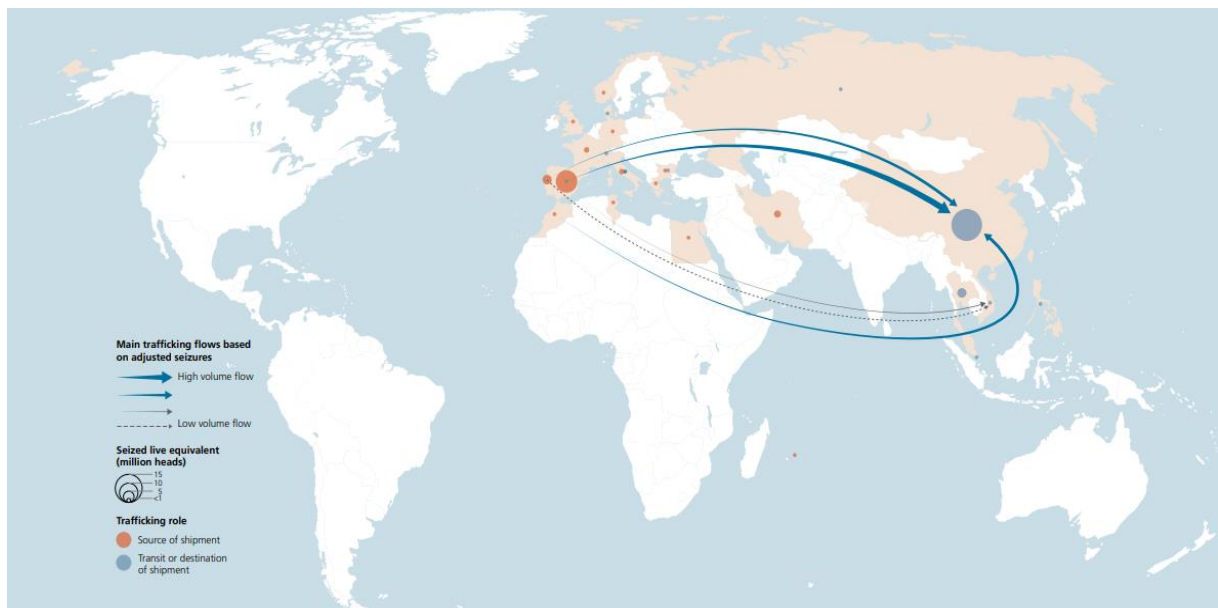 Main trafficking flows based
on adjusted seizures
High volume flow
Low volume flow
Seized live equivalent
(million heads)
15
10
5
<1
Trafficking role
Source of shipment
Transit or destination
of shipment